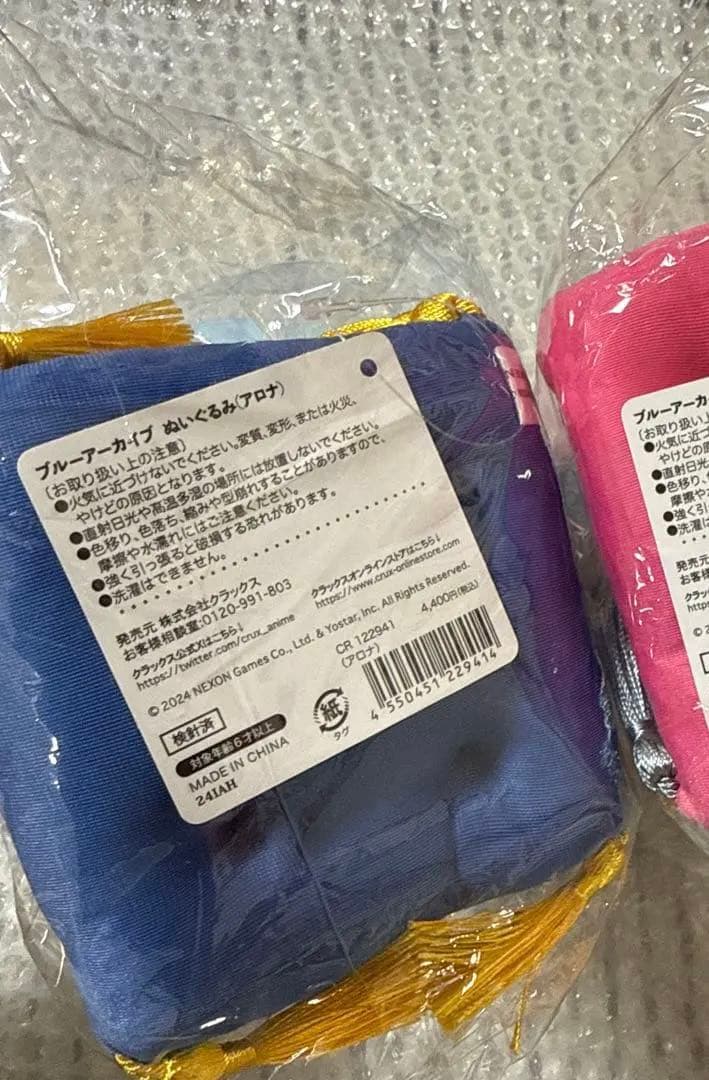 ブルーアーカイブ ぬいぐるみ(アロナ)
(お取り扱い上の注意)
●火気に近づけないでください。変質、変形、または火災、
やけどの原因となります。
●直射日光や高温多湿の場所には放置しないでください。
●色移り、色落ち、縮みや型崩れすることがありますので、
摩擦や水濡れにはご注意ください。
●強く引っ張ると破損する恐れがあります。
●洗濯はできません。
発売元 株式会社クラックス
お客様相談室:0120-991-803
クラックス公式Xはこちら↓
https://twitter.com/crux_anime
クラックスオンラインストアはこちら↓
https://www.crux-onlinestore.com
© 2024 NEXON Games Co., Ltd. & Yostar, Inc. All Rights Reserved.
CR 122941
(アロナ)
4,400円(税込)
4 550451 229414
検針済
対象年齢6才以上
MADE IN CHINA
24IAH
紙
タグ
ブルーアーカ
(お取り扱い上の
●火気に近づ
やけどの原
●直射日光
●色移り、
摩擦や水
●強く引っ
●洗濯は
発売元
お客様
クラックス
https:/
© 202